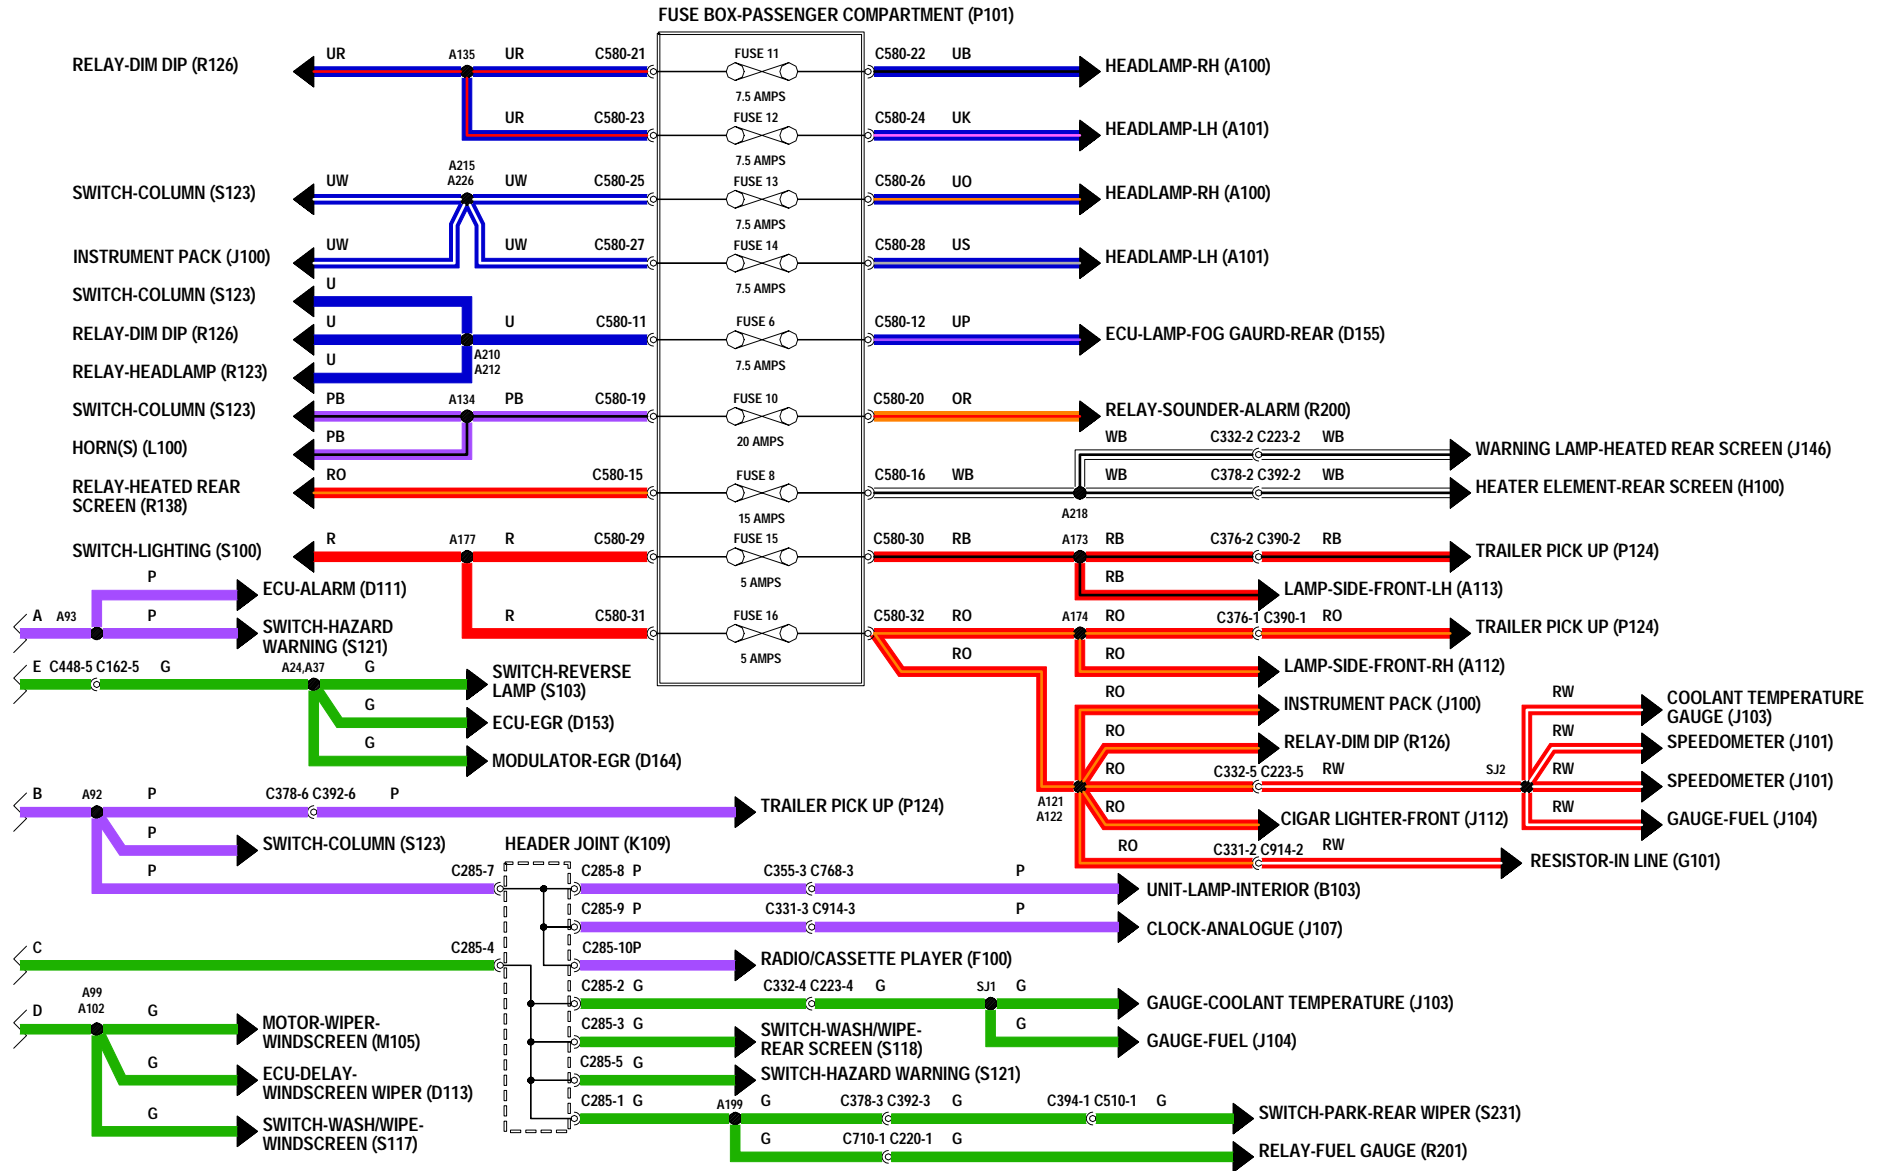 FUSE BOX-PASSENGER COMPARTMENT (P101)
RELAY-DIM DIP (R126) UR A135 UR C580-21 FUSE 11 7.5 AMPS C580-22 UB HEADLAMP-RH (A100)
UR C580-23 FUSE 12 7.5 AMPS C580-24 UK HEADLAMP-LH (A101)
SWITCH-COLUMN (S123) UW A215 A226 UW C580-25 FUSE 13 7.5 AMPS C580-26 UO HEADLAMP-RH (A100)
INSTRUMENT PACK (J100) UW UW C580-27 FUSE 14 7.5 AMPS C580-28 US HEADLAMP-LH (A101)
SWITCH-COLUMN (S123) U
RELAY-DIM DIP (R126) U U C580-11 FUSE 6 7.5 AMPS C580-12 UP ECU-LAMP-FOG GAURD-REAR (D155)
A210
A212
RELAY-HEADLAMP (R123) U
SWITCH-COLUMN (S123) PB A134 PB C580-19 FUSE 10 20 AMPS C580-20 OR RELAY-SOUNDER-ALARM (R200)
HORN(S) (L100) PB
WB C332-2 C223-2 WB WARNING LAMP-HEATED REAR SCREEN (J146)
RELAY-HEATED REAR
SCREEN (R138) RO C580-15 FUSE 8 15 AMPS C580-16 WB A218 WB C378-2 C392-2 WB HEATER ELEMENT-REAR SCREEN (H100)
SWITCH-LIGHTING (S100) R A177 R C580-29 FUSE 15 5 AMPS C580-30 RB A173 RB C376-2 C390-2 RB TRAILER PICK UP (P124)
RB LAMP-SIDE-FRONT-LH (A113)
R C580-31 FUSE 16 5 AMPS C580-32 RO A174 RO C376-1 C390-1 RO TRAILER PICK UP (P124)
RO RO LAMP-SIDE-FRONT-RH (A112)
RO INSTRUMENT PACK (J100)
RO RELAY-DIM DIP (R126)
A121
A122
RO C332-5 C223-5 RW SJ2
RW COOLANT TEMPERATURE
GAUGE (J103)
RW SPEEDOMETER (J101)
RW SPEEDOMETER (J101)
RW GAUGE-FUEL (J104)
RO CIGAR LIGHTER-FRONT (J112)
RO C331-2 C914-2 RW RESISTOR-IN LINE (G101)
A A93 P ECU-ALARM (D111)
P SWITCH-HAZARD
WARNING (S121)
E C448-5 C162-5 G A24,A37 G SWITCH-REVERSE
LAMP (S103)
G ECU-EGR (D153)
G MODULATOR-EGR (D164)
B A92 P C378-6 C392-6 P TRAILER PICK UP (P124)
P SWITCH-COLUMN (S123)
P C285-7
HEADER JOINT (K109)
C285-8 P C355-3 C768-3 P UNIT-LAMP-INTERIOR (B103)
C285-9 P C331-3 C914-3 P CLOCK-ANALOGUE (J107)
C285-10P RADIO/CASSETTE PLAYER (F100)
C C285-4
C285-2 G C332-4 C223-4 G SJ1 G GAUGE-COOLANT TEMPERATURE (J103)
G GAUGE-FUEL (J104)
C285-3 G SWITCH-WASH/WIPE-
REAR SCREEN (S118)
C285-5 G SWITCH-HAZARD WARNING (S121)
C285-1 G A199 G C378-3 C392-3 G C394-1 C510-1 G SWITCH-PARK-REAR WIPER (S231)
G C710-1 C220-1 G RELAY-FUEL GAUGE (R201)
D A99 A102 G MOTOR-WIPER-
WINDSCREEN (M105)
G ECU-DELAY-
WINDSCREEN WIPER (D113)
G SWITCH-WASH/WIPE-
WINDSCREEN (S117)